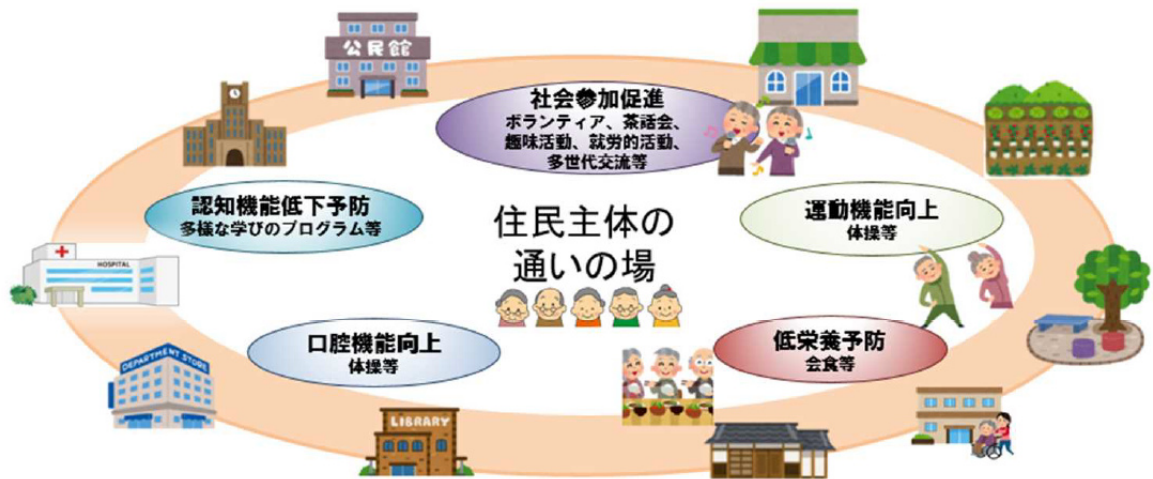 公民館
社会参加促進
ボランティア、茶話会、
趣味活動、就労的活動、
多世代交流等
認知機能低下予防
多様な学びのプログラム等
住民主体の
通いの場
運動機能向上
体操等
HOSPITAL
口腔機能向上
体操等
低栄養予防
会食等
DEPARTMENT STORE
LIBRARY